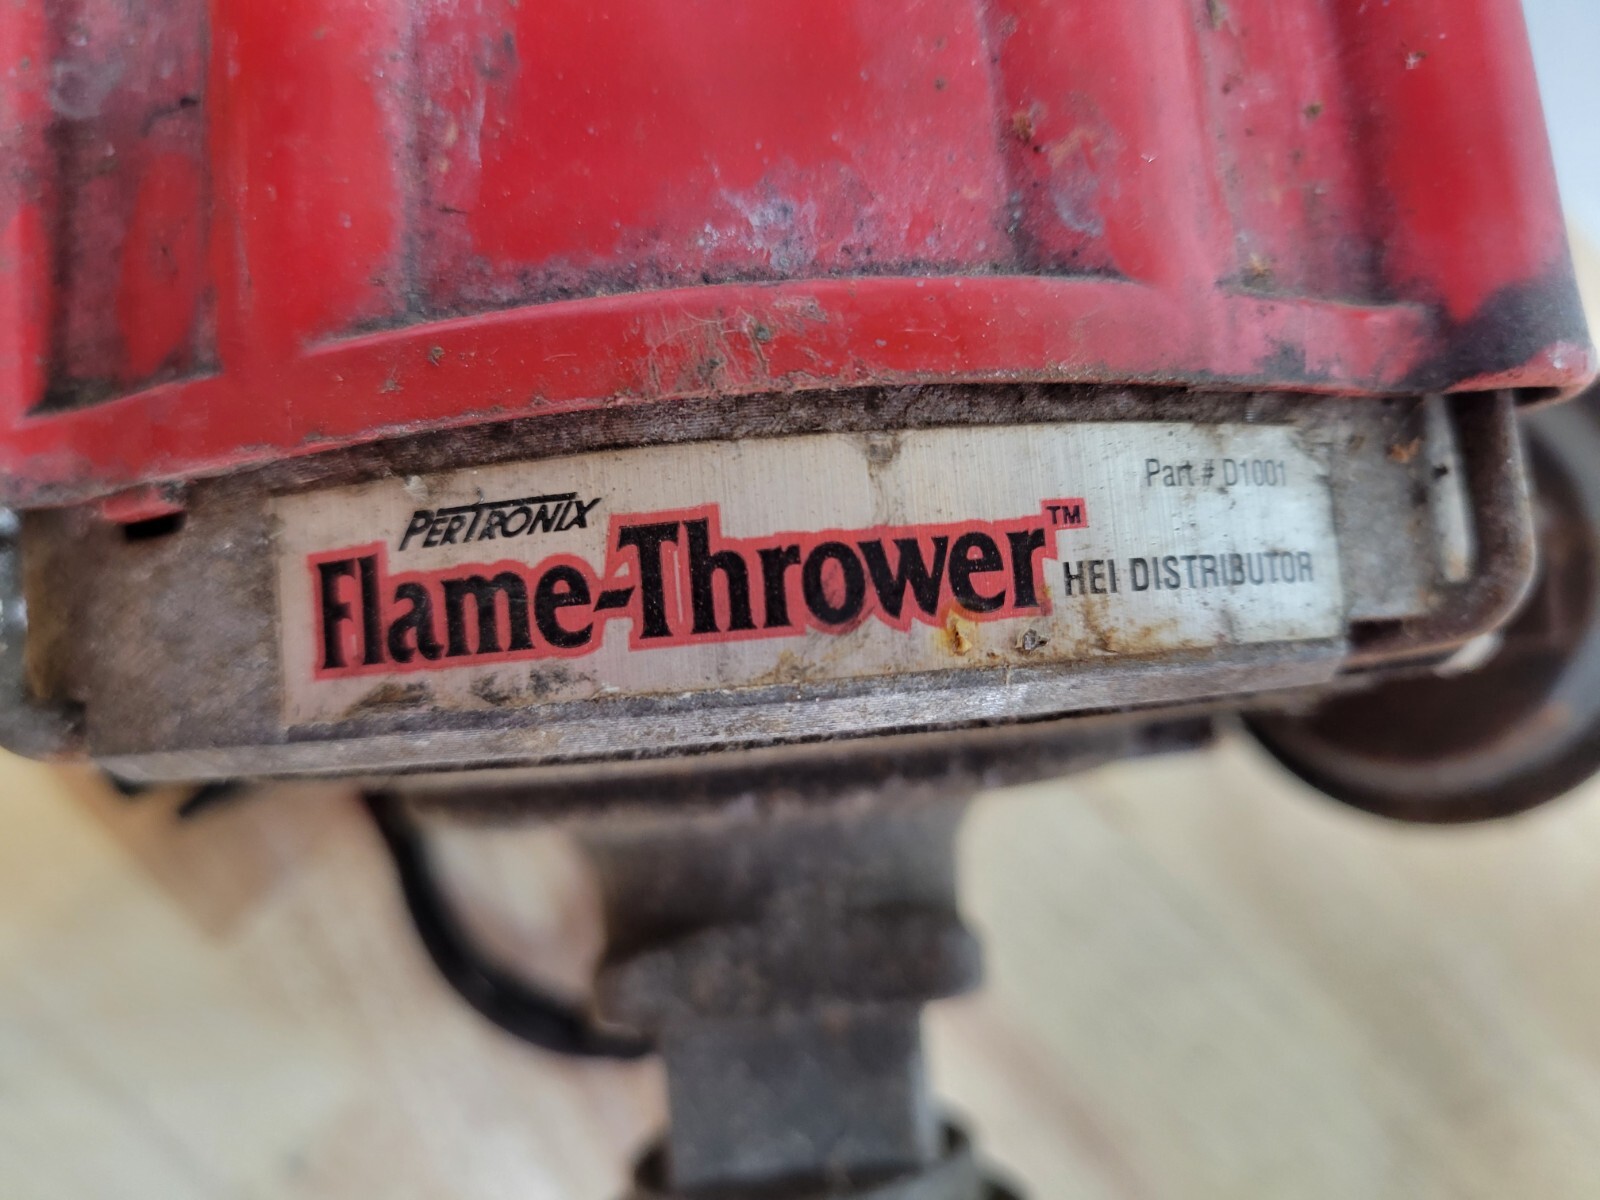 Part # D1001
PERTRONIX
Flame-Thrower™
HEI DISTRIBUTOR